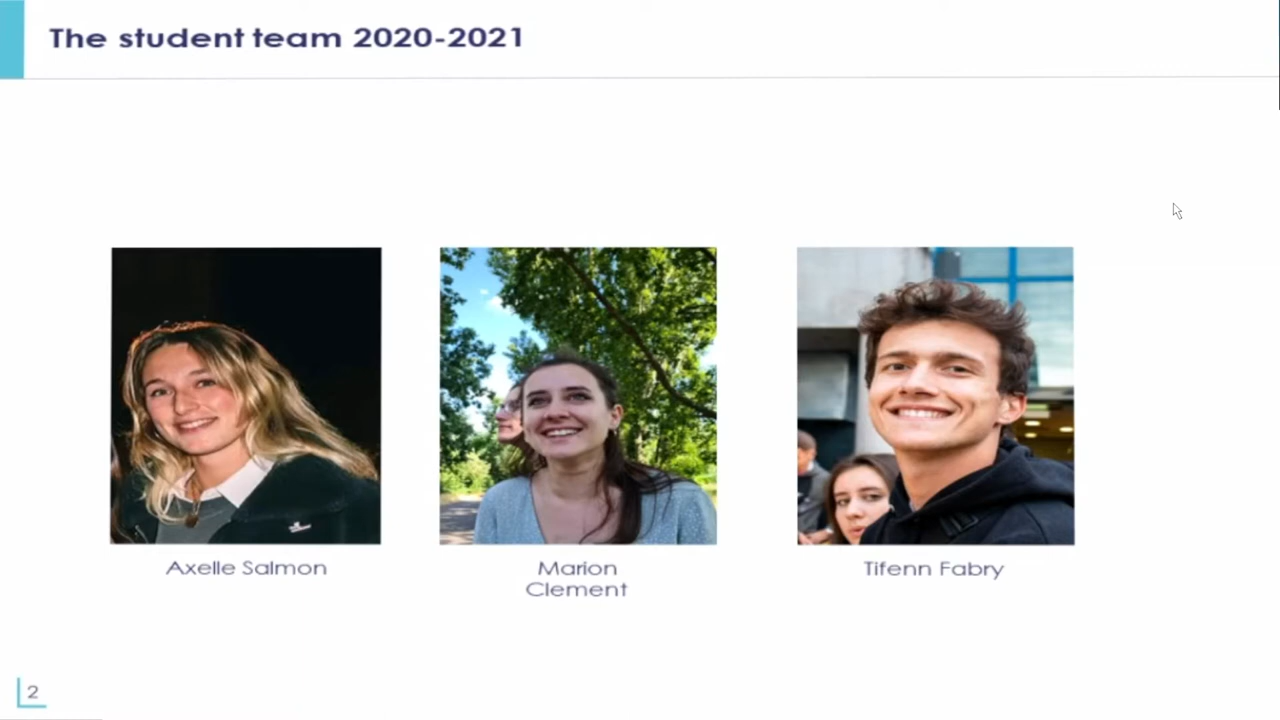 The student team 2020-2021
Axelle Salmon
Marion
Clement
Tifenn Fabry
2